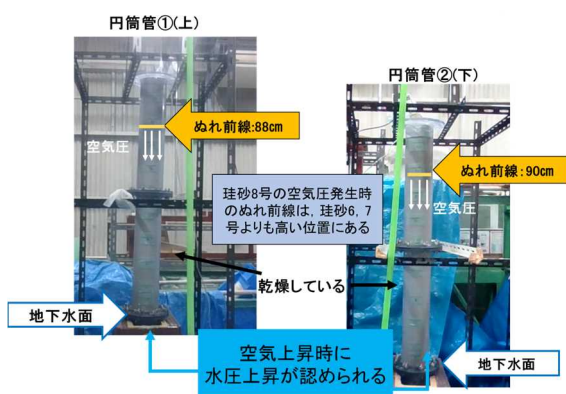 円筒管①(上)
円筒管②(下)
ぬれ前線:88㎝
空気圧
ぬれ前線:90㎝
空気圧
珪砂8号の空気圧発生時
のぬれ前線は,珪砂6,7
号よりも高い位置にある
乾燥している
地下水面
空気上昇時に
水圧上昇が認められる
地下水面